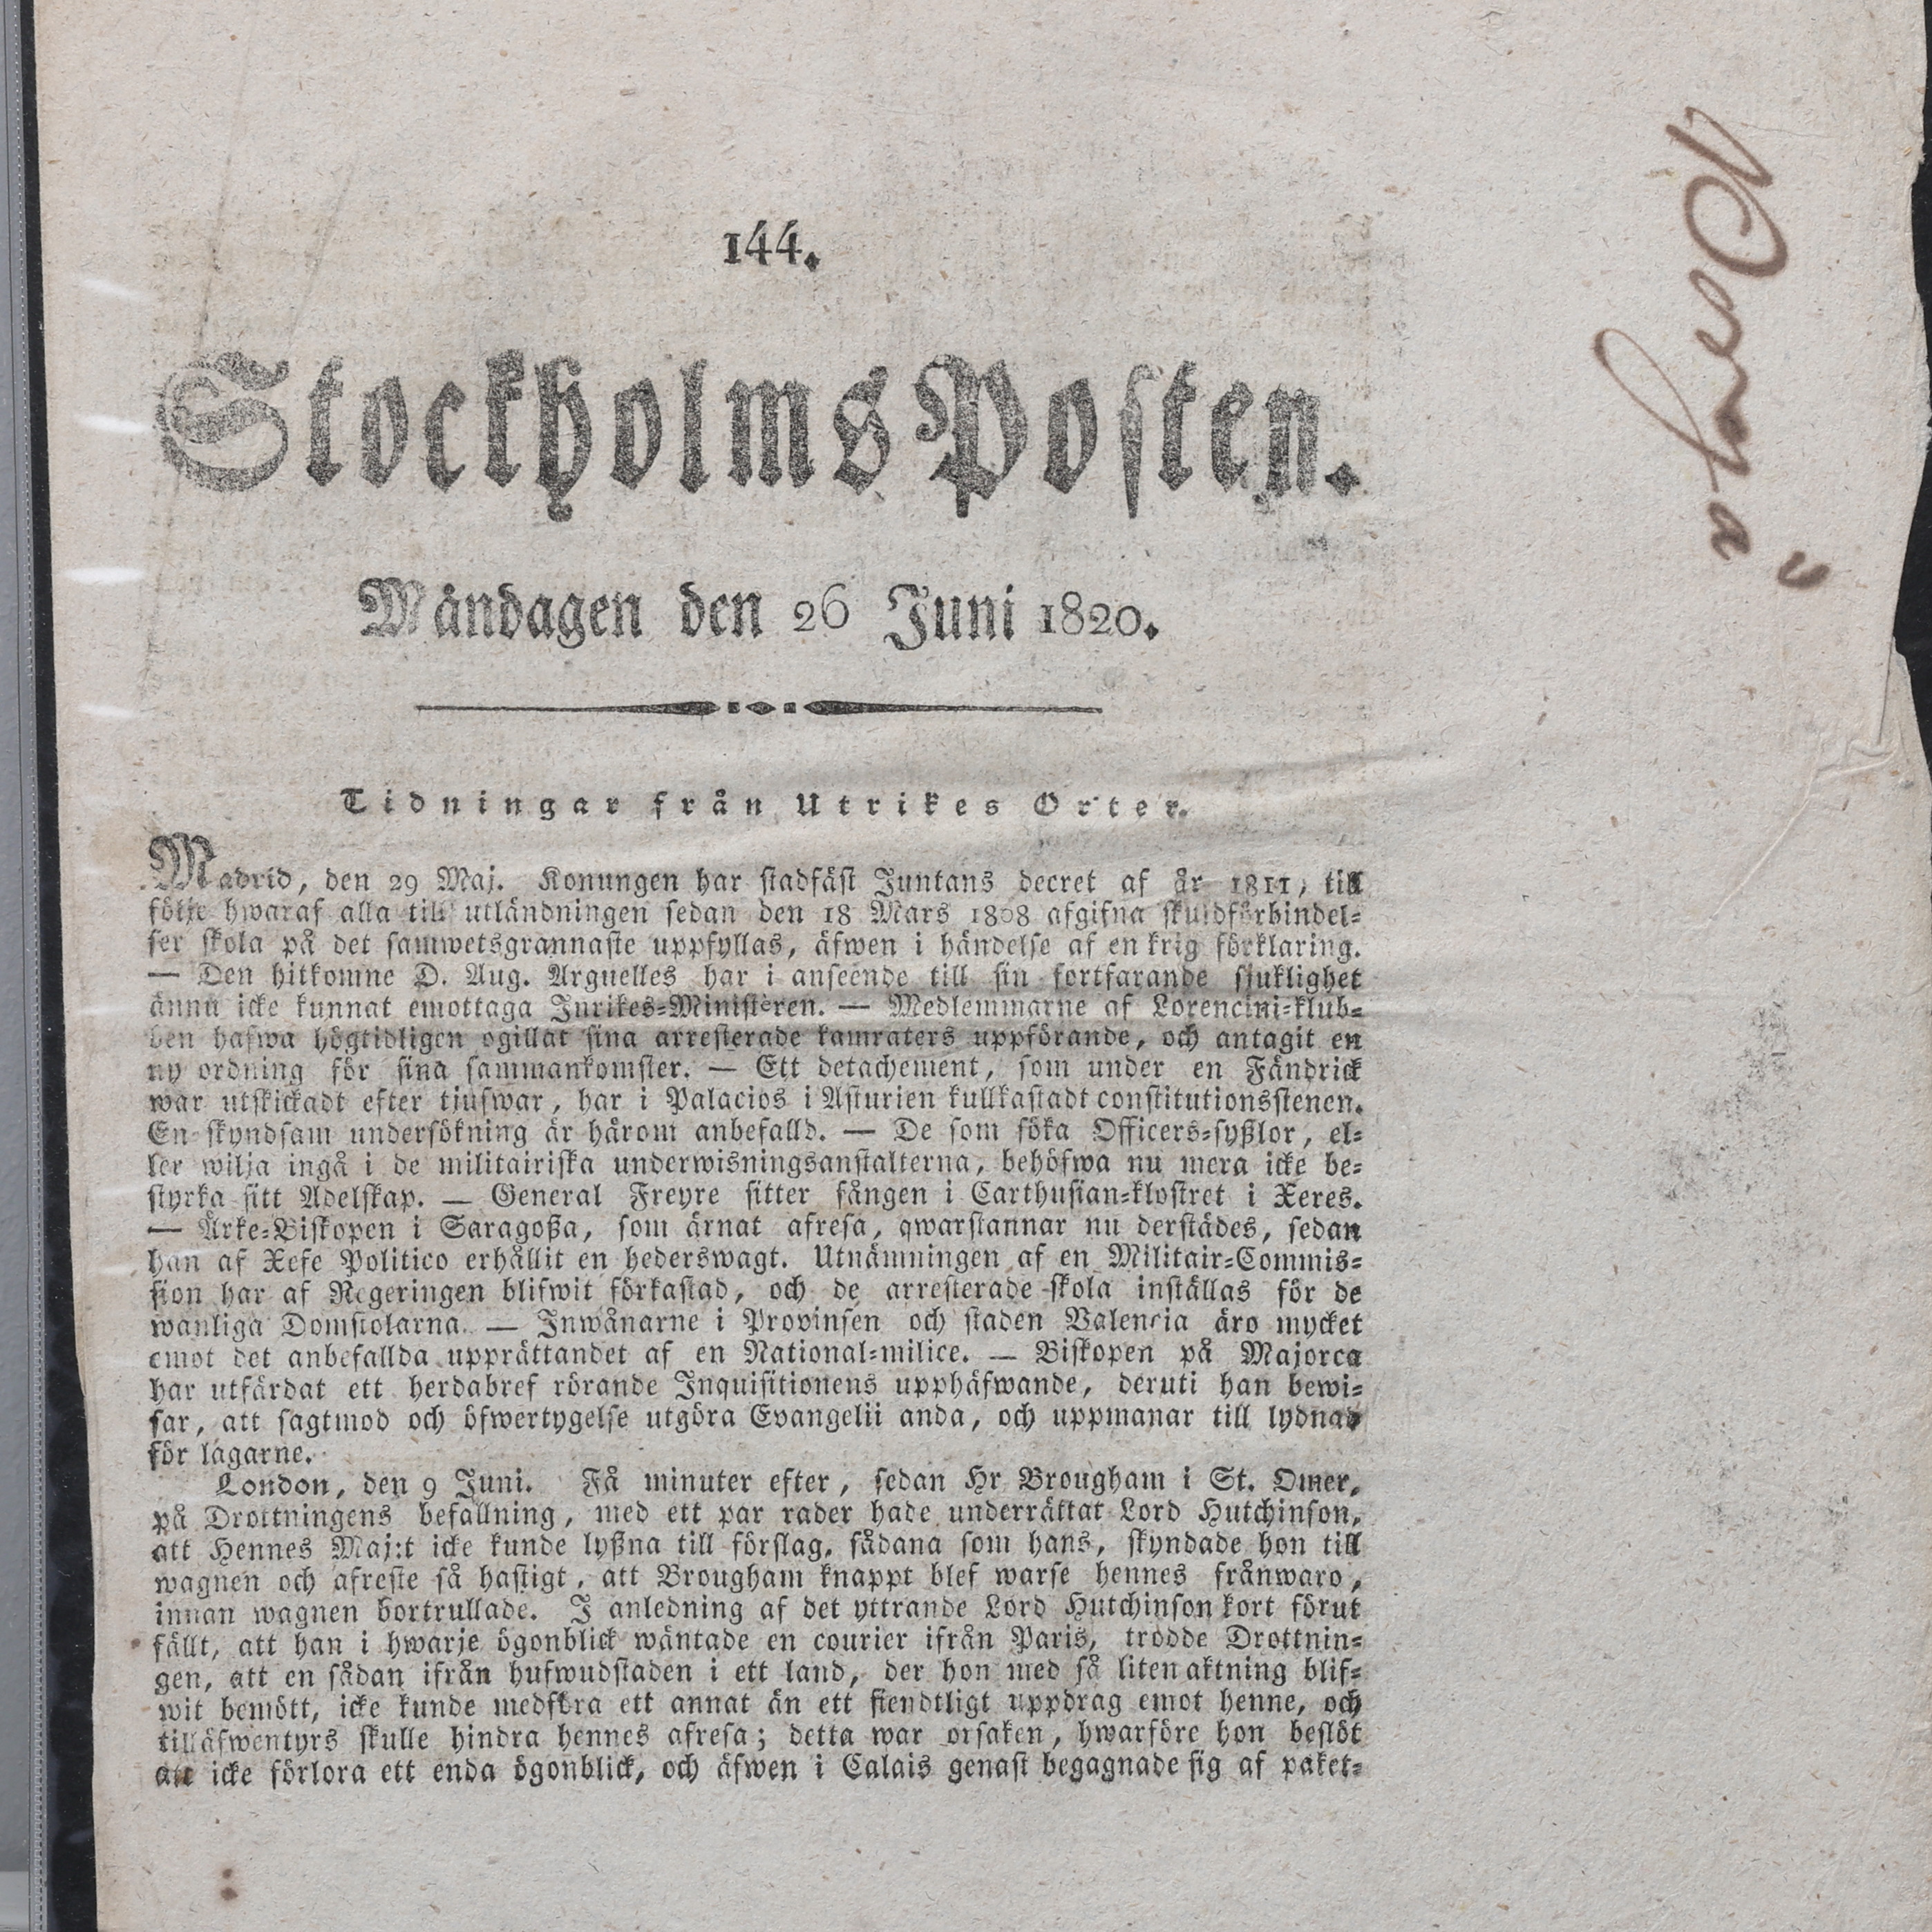 144.
Stockholms Posten.
Måndagen den 26 Juni 1820.
Tidningar från Utrikes Orter.
Madrid, den 29 Maj. Konungen har stadfäst Juntans decret af år 1811, till
följe hwaraf alla till utländningen sedan den 18 Mars 1808 afgifna skuldförbindel=
ser skola på det samwetsgrannaste uppfyllas, äfwen i händelse af en krig förklaring.
— Den hitkomne D. Aug. Arguelles har i anseende till sin fortfarande sjuklighet
ännu icke kunnat emottaga Inrikes=Ministèren. — Medlemmarne af Lorencini=klub=
ben hafwa högtidligen ogillat sina arresterade kamraters uppförande, och antagit en
ny ordning för sina sammankomster. — Ett detachement, som under en Fändrick
war utskickadt efter tjufwar, har i Palacios i Asturien kullkastadt constitutionsstenen.
En skyndsam undersökning är härom anbefalld. — De som söka Officers=sysslor, el=
ler wilja ingå i de militairiska underwisningsanstalterna, behöfwa nu mera icke be=
styrka sitt Adelskap. — General Freyre sitter fången i Carthusian=klostret i Xeres.
— Ärke=Biskopen i Saragossa, som ärnat afresa, qwarstannar nu derstädes, sedan
han af Xefe Politico erhållit en hederswagt. Utnämningen af en Militair=Commis=
sion har af Regeringen blifwit förkastad, och de arresterade skola inställas för de
wanliga Domstolarna. — Inwånarne i Provinsen och staden Valencia äro mycket
emot det anbefallda upprättandet af en National=milice. — Biskopen på Majorca
har utfärdat ett herdabref rörande Inquisitionens upphäfwande, deruti han bewi=
sar, att sagtmod och öfwertygelse utgöra Evangelii anda, och uppmanar till lydnad
för lagarne.
London, den 9 Juni. Få minuter efter, sedan Hr Brougham i St. Omer,
på Drottningens befallning, med ett par rader hade underrättat Lord Hutchinson,
att Hennes Maj:t icke kunde lyssna till förslag, sådana som hans, skyndade hon till
wagnen och afreste så hastigt, att Brougham knappt blef warse hennes frånwaro,
innan wagnen bortrullade. I anledning af det yttrande Lord Hutchinson kort förut
fällt, att han i hwarje ögonblick wäntade en courier ifrån Paris, trodde Drottnin=
gen, att en sådan ifrån hufwudstaden i ett land, der hon med så liten aktning blif=
wit bemött, icke kunde medföra ett annat än ett fiendtligt uppdrag emot henne, och
tilläfwentyrs skulle hindra hennes afresa; detta war orsaken, hwarföre hon beslöt
att icke förlora ett enda ögonblick, och äfwen i Calais genast begagnade sig af paket=